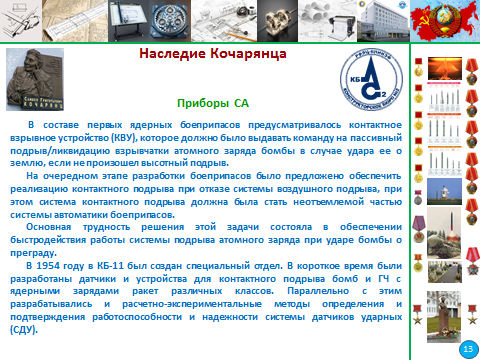 Наследие Кочарянца
КБ
АС
2
КОНСТРУКТОРСКОЕ БЮРО №2
КОЧАРЯНЦ
Приборы СА
В составе первых ядерных боеприпасов предусматривалось контактное
взрывное устройство (КВУ), которое должно было выдавать команду на пассивный
подрыв/ликвидацию взрывчатки атомного заряда бомбы в случае удара ее о
землю, если не произошел высотный подрыв.
На очередном этапе разработки боеприпасов было предложено обеспечить
реализацию контактного подрыва при отказе системы воздушного подрыва, при
этом система контактного подрыва должна была стать неотъемлемой частью
системы автоматики боеприпасов.
Основная трудность решения этой задачи состояла в обеспечении
быстродействия работы системы подрыва атомного заряда при ударе бомбы о
преграду.
В 1954 году в КБ-11 был создан специальный отдел. В короткое время были
разработаны датчики и устройства для контактного подрыва бомб и ГЧ с
ядерными зарядами ракет различных классов. Параллельно с этим
разрабатывались и расчетно-экспериментальные методы определения и
подтверждения работоспособности и надежности системы датчиков ударных
(СДУ).
13